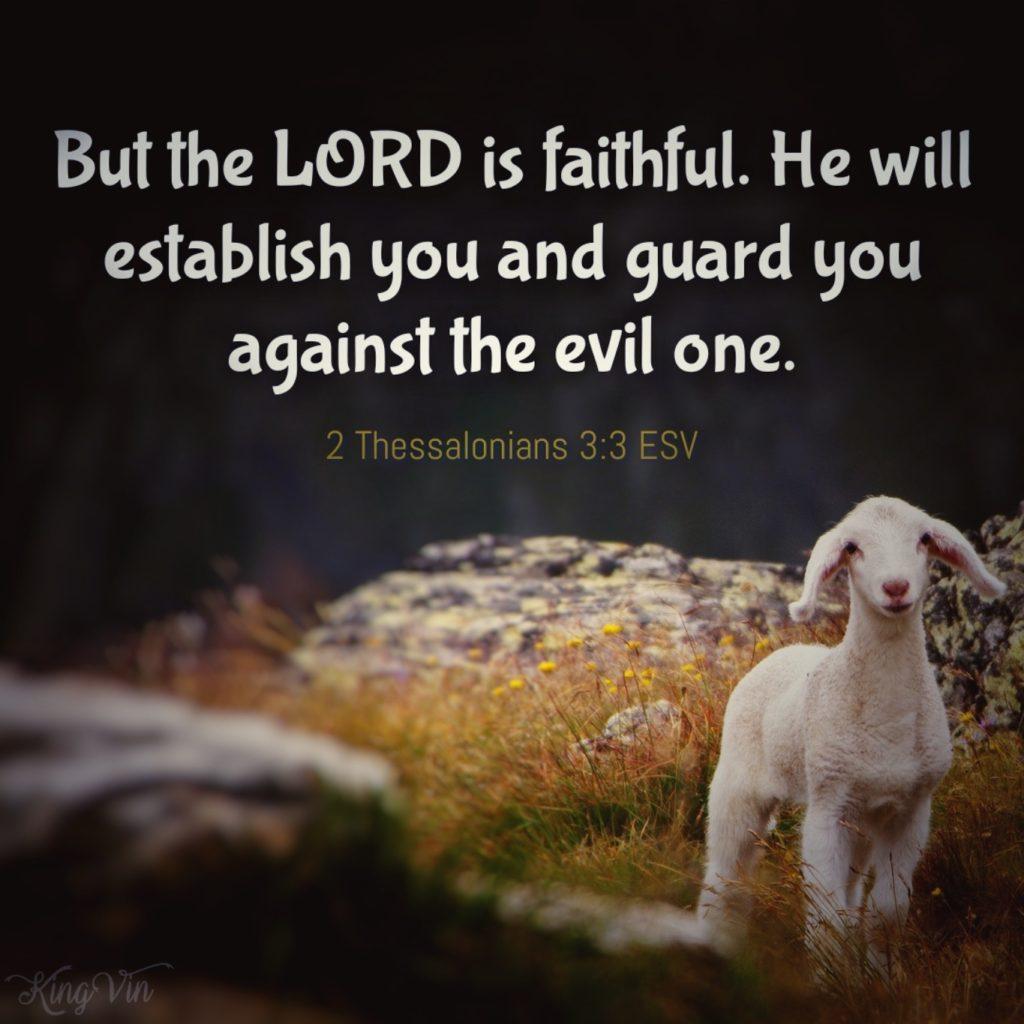 But the LORD is faithful. He will
establish you and guard you
against the evil one.
2 Thessalonians 3:3 ESV
KingVin